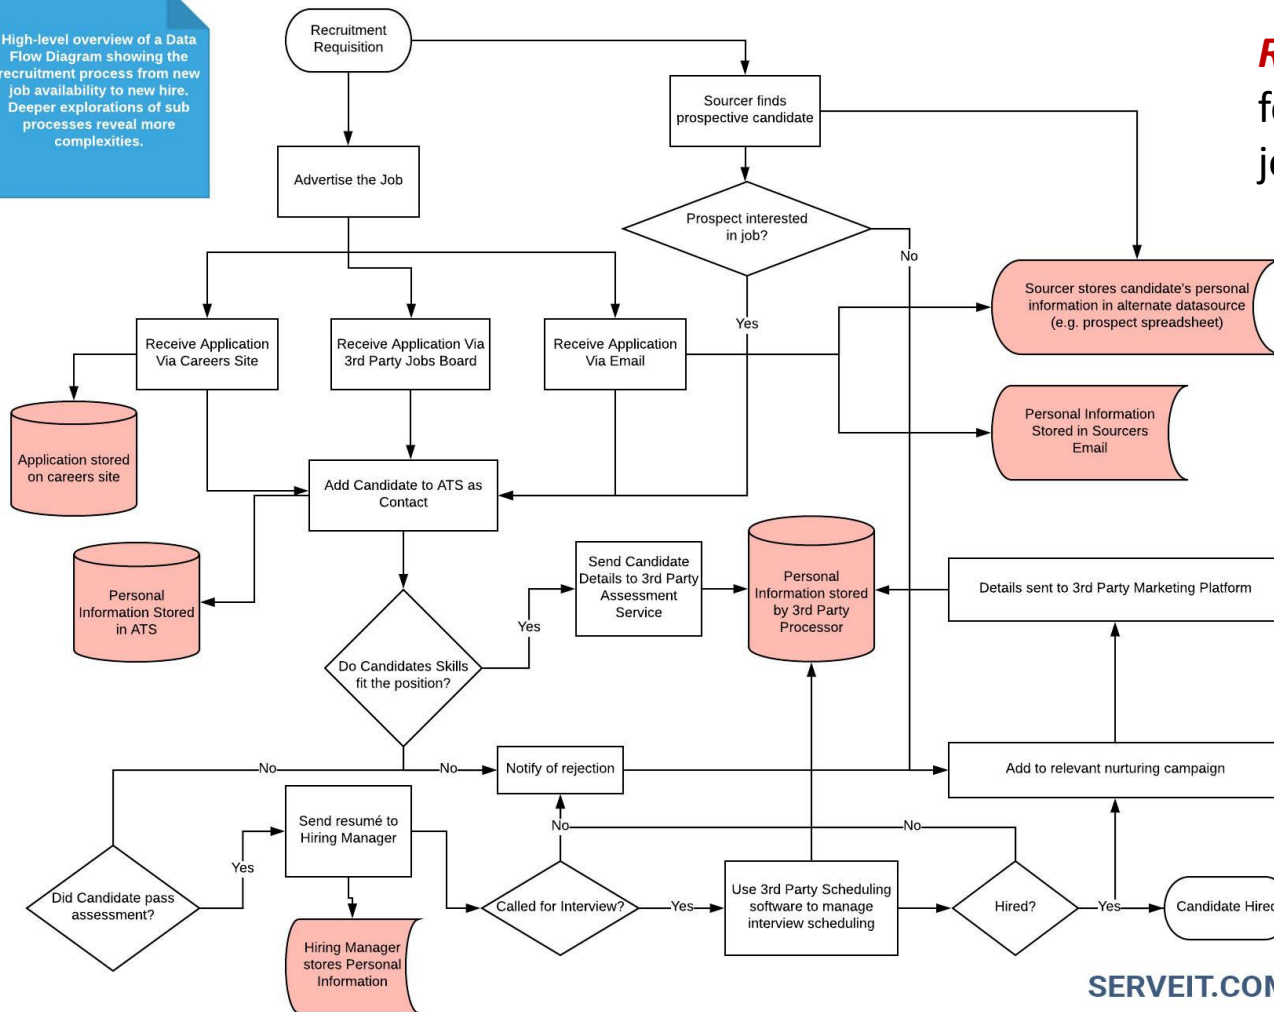 High-level overview of a Data
Flow Diagram showing the
recruitment process from new
job availability to new hire.
Deeper explorations of sub
processes reveal more
complexities.
Recruitment
Requisition
Sourcer finds
prospective candidate
Advertise the Job
Prospect interested
in job?
No
Yes
Sourcer stores candidate's personal
information in alternate datasource
(e.g. prospect spreadsheet)
Receive Application
Via Careers Site
Receive Application Via
3rd Party Jobs Board
Receive Application
Via Email
Personal Information
Stored in Sourcers
Email
Application stored
on careers site
Add Candidate to ATS as
Contact
Personal
Information Stored
in ATS
Send Candidate
Details to 3rd Party
Assessment
Service
Personal
Information stored
by 3rd Party
Processor
Details sent to 3rd Party Marketing Platform
Yes
Do Candidates Skills
fit the position?
No
No
Notify of rejection
Add to relevant nurturing campaign
Send resumé to
Hiring Manager
No
No
Yes
Did Candidate pass
assessment?
Called for Interview?
Yes
Use 3rd Party Scheduling
software to manage
interview scheduling
Hired?
Yes
Candidate Hired
Hiring Manager
stores Personal
Information
SERVEIT.COM